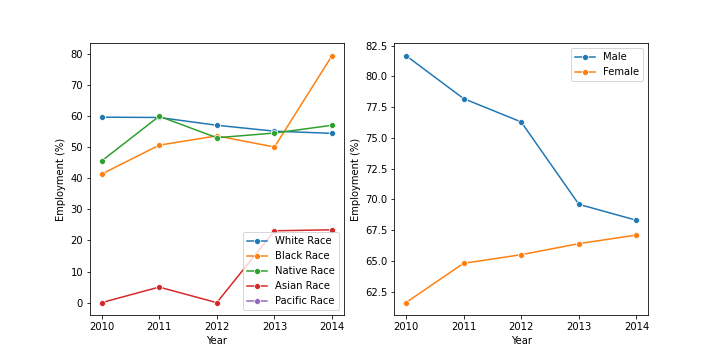 80
70
60
50
40
30
20
10
0
Employment (%)
2010 2011 2012 2013 2014
Year
White Race
Black Race
Native Race
Asian Race
Pacific Race
82.5
80.0
77.5
75.0
72.5
70.0
67.5
65.0
62.5
Employment (%)
2010 2011 2012 2013 2014
Year
Male
Female